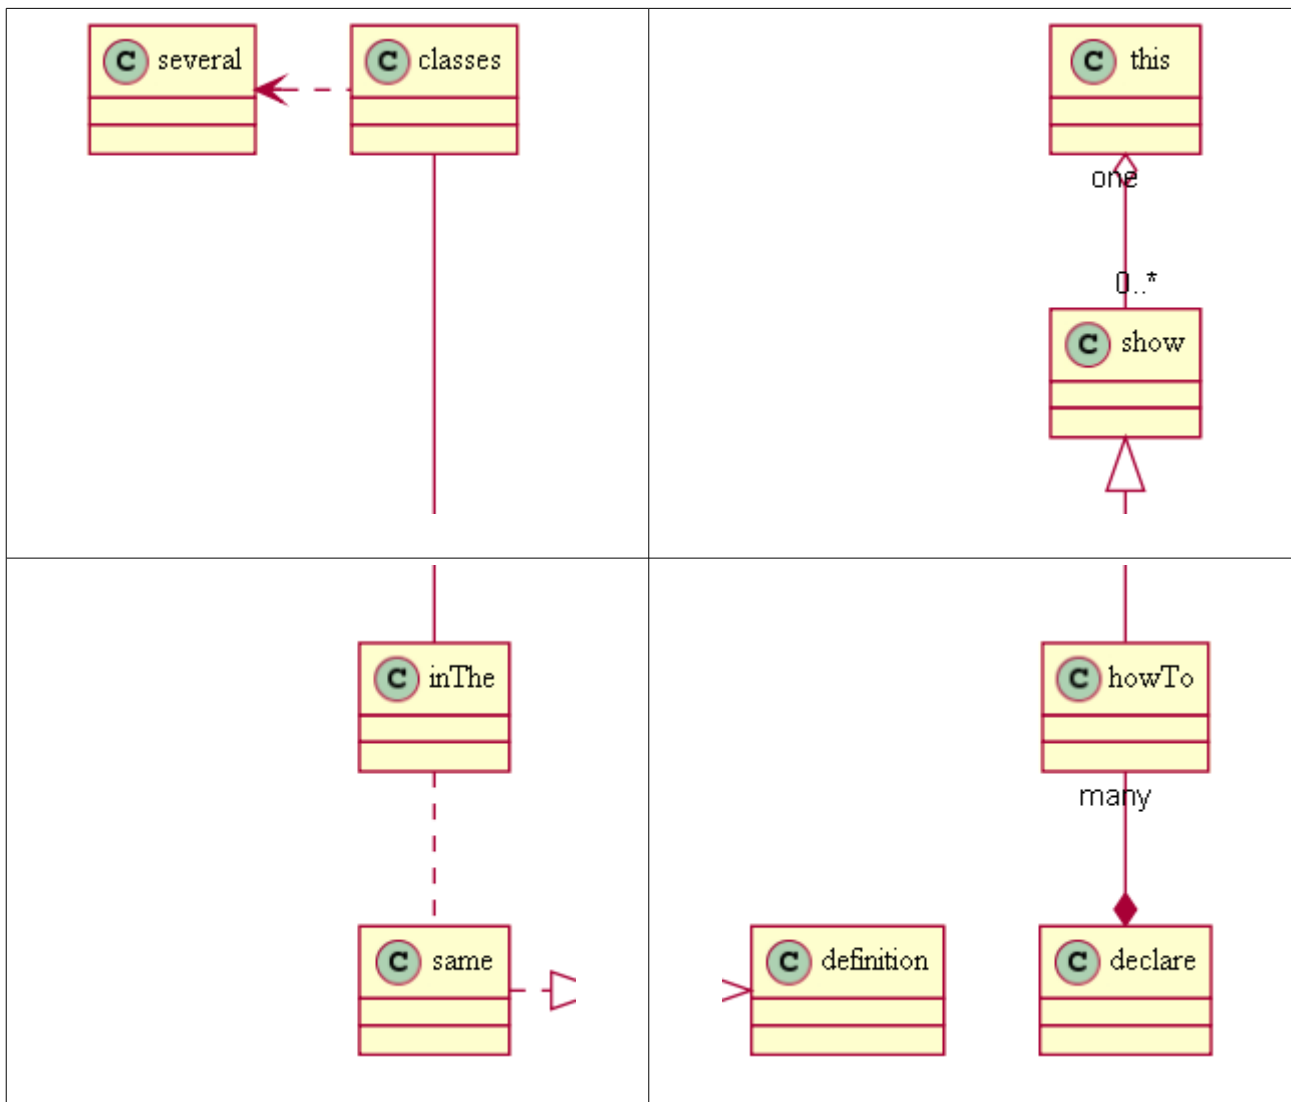 C several
C classes
C this
one
0..*
C show
C inThe
C howTo
many
C same
C definition
C declare